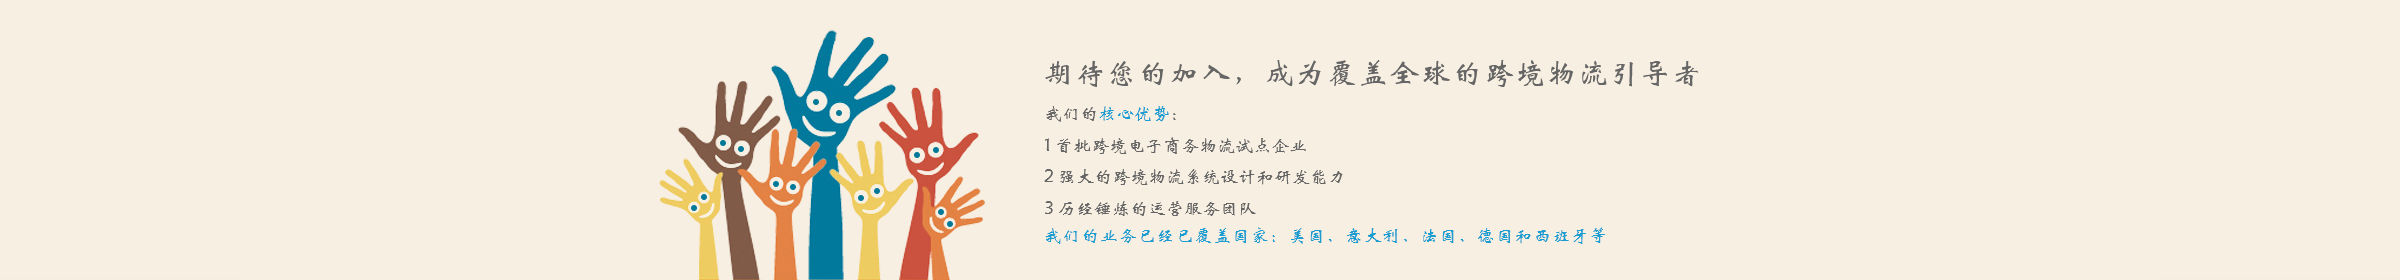 期待您的加入，成为覆盖全球的跨境物流引导者
我们的核心优势：
1 首批跨境电子商务物流试点企业
2 强大的跨境物流系统设计和研发能力
3 历经锤炼的运营服务团队
我们的业务已经已覆盖国家：美国、意大利、法国、德国和西班牙等